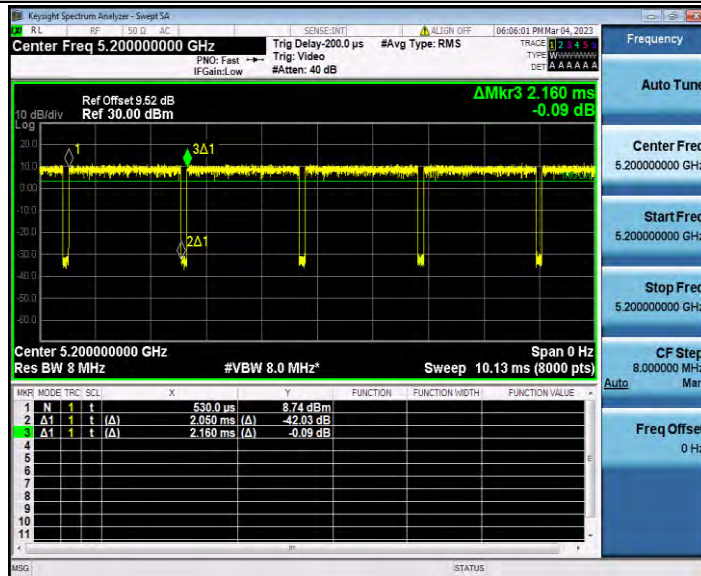 Keysight Spectrum Analyzer - Swept SA
RL RF 50 Ω AC SENSE:INT ALIGN OFF 06:06:01 PM Mar 04, 2023
Center Freq 5.200000000 GHz
PNO: Fast
IFGain:Low
Trig Delay-200.0 µs
Trig: Video
#Atten: 40 dB
#Avg Type: RMS
TRACE 1 2 3 4 5 6
TYPE WWWWWW
DET A A A A A A
ΔMkr3 2.160 ms
-0.09 dB
Ref Offset 9.52 dB
10 dB/div Ref 30.00 dBm
Log
20.0
10.0
0.00
-10.0
-20.0
-30.0
-40.0
-50.0
-60.0
1
3Δ1
2Δ1
Center 5.200000000 GHz Span 0 Hz
Res BW 8 MHz #VBW 8.0 MHz* Sweep 10.13 ms (8000 pts)
MKR MODE TRC SCL X Y FUNCTION FUNCTION WIDTH FUNCTION VALUE
1 N 1 t 530.0 µs 8.74 dBm
2 Δ1 1 t (Δ) 2.050 ms (Δ) -42.03 dB
3 Δ1 1 t (Δ) 2.160 ms (Δ) -0.09 dB
4
5
6
7
8
9
10
11
MSG STATUS
Frequency
Auto Tune
Center Freq
5.200000000 GHz
Start Freq
5.200000000 GHz
Stop Freq
5.200000000 GHz
CF Step
8.000000 MHz
Auto Man
Freq Offset
0 Hz